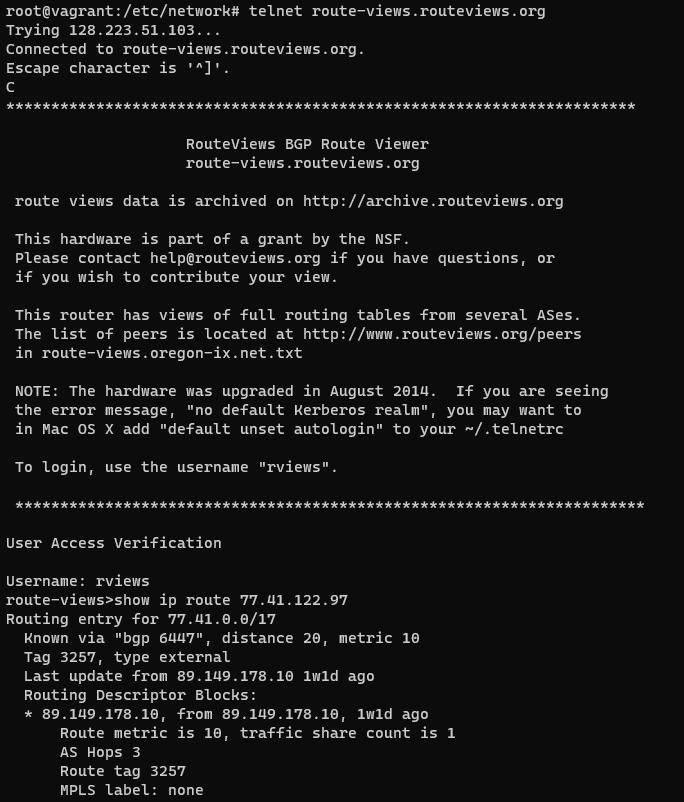 root@vagrant:/etc/network# telnet route-views.routeviews.org
Trying 128.223.51.103...
Connected to route-views.routeviews.org.
Escape character is '^]'.
C
**********************************************************************
RouteViews BGP Route Viewer
route-views.routeviews.org
route views data is archived on http://archive.routeviews.org
This hardware is part of a grant by the NSF.
Please contact help@routeviews.org if you have questions, or
if you wish to contribute your view.
This router has views of full routing tables from several ASes.
The list of peers is located at http://www.routeviews.org/peers
in route-views.oregon-ix.net.txt
NOTE: The hardware was upgraded in August 2014.  If you are seeing
the error message, "no default Kerberos realm", you may want to
in Mac OS X add "default unset autologin" to your ~/.telnetrc
To login, use the username "rviews".
**********************************************************************
User Access Verification
Username: rviews
route-views>show ip route 77.41.122.97
Routing entry for 77.41.0.0/17
Known via "bgp 6447", distance 20, metric 10
Tag 3257, type external
Last update from 89.149.178.10 1w1d ago
Routing Descriptor Blocks:
* 89.149.178.10, from 89.149.178.10, 1w1d ago
Route metric is 10, traffic share count is 1
AS Hops 3
Route tag 3257
MPLS label: none